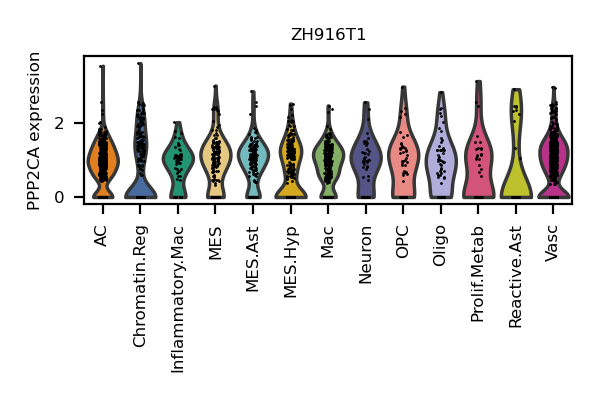 ZH916T1
PPP2CA expression
2
0
AC
Chromatin.Reg
Inflammatory.Mac
MES
MES.Ast
MES.Hyp
Mac
Neuron
OPC
Oligo
Prolif.Metab
Reactive.Ast
Vasc